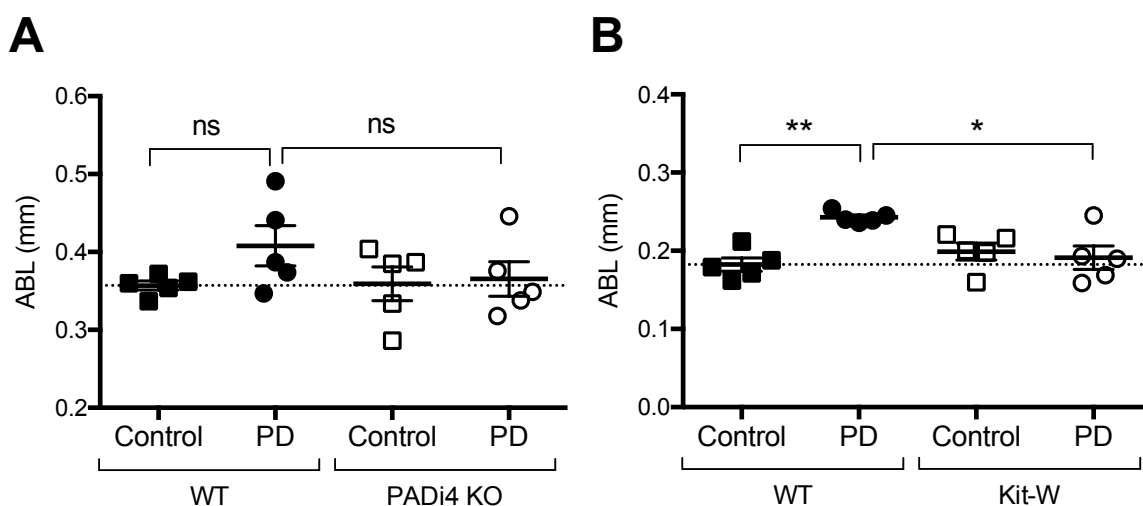 A
ABL (mm)
0.6
0.5
0.4
0.3
0.2
ns
ns
Control
PD
Control
PD
WT
PADi4 KO
B
ABL (mm)
0.4
0.3
0.2
0.1
0.0
**
*
Control
PD
Control
PD
WT
Kit-W